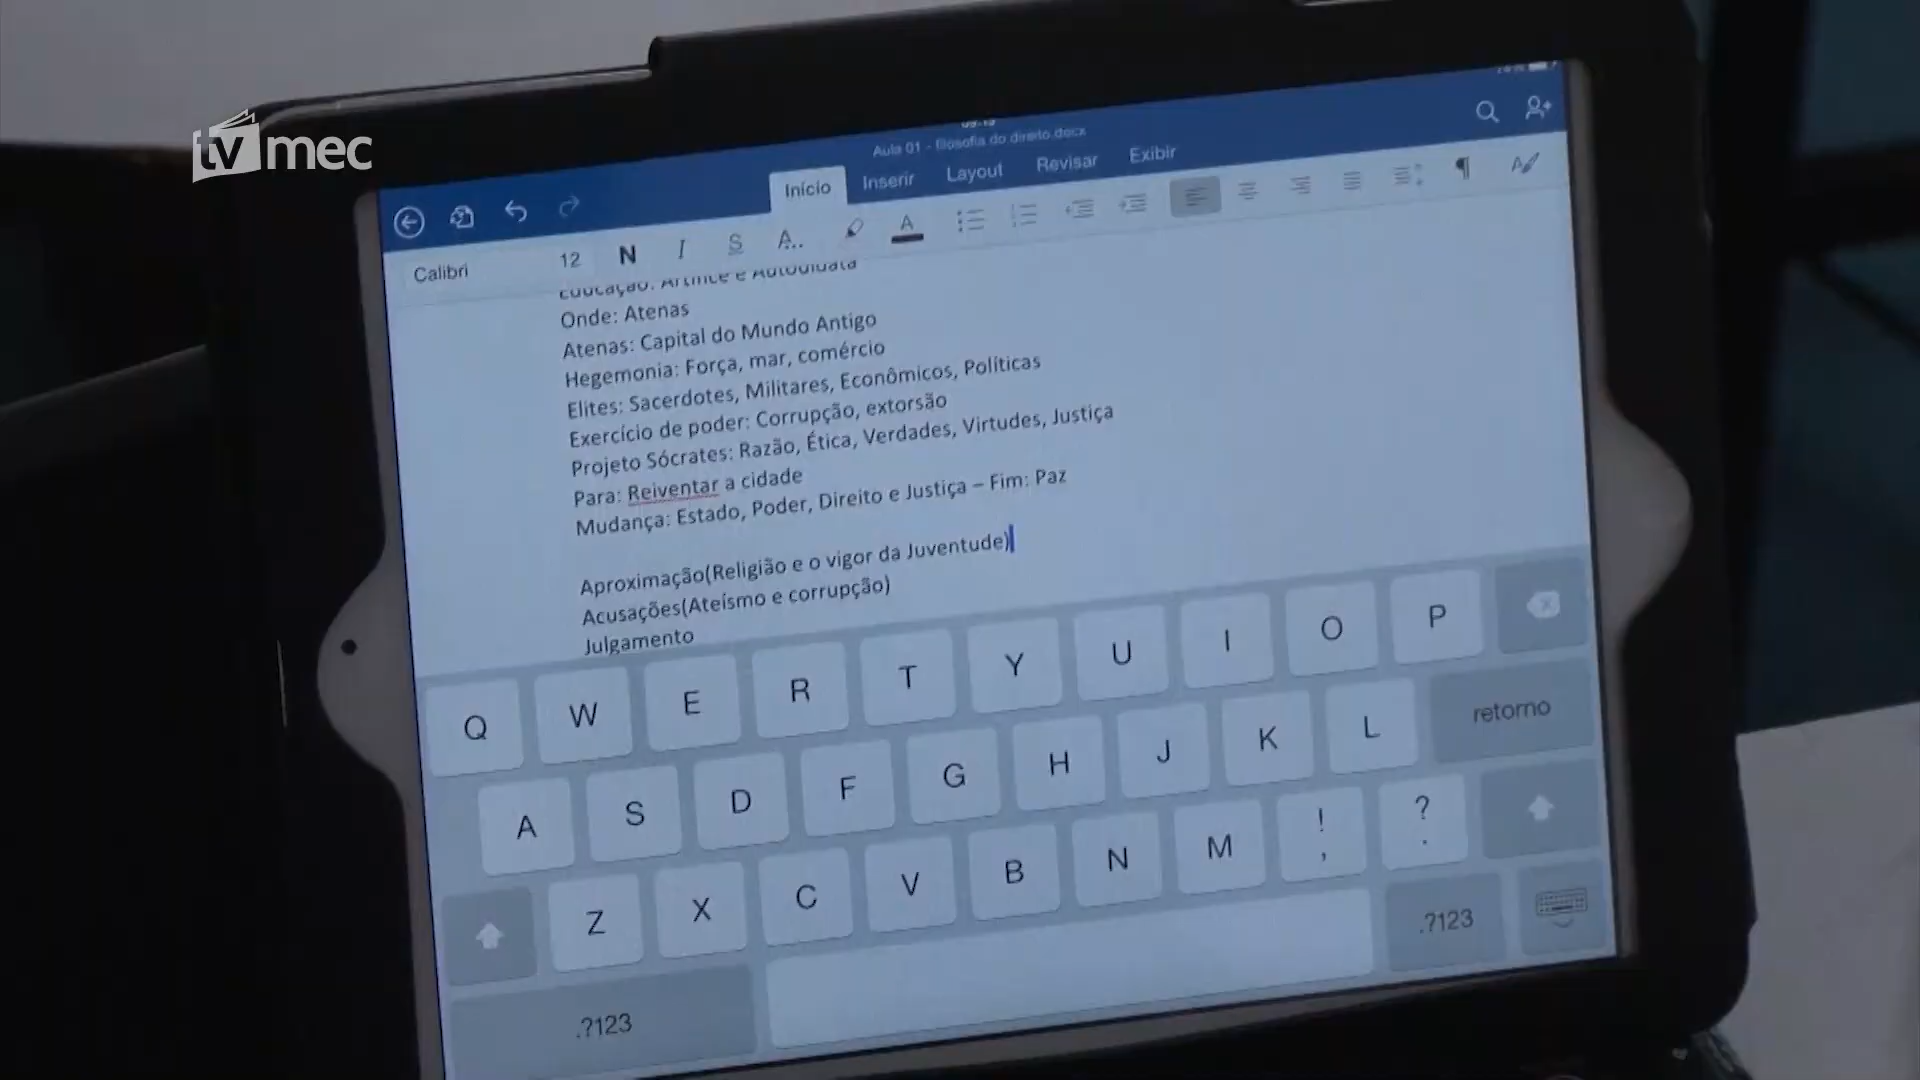 tv mec
Aula 01 - filosofia do direito.docx
Início Inserir Layout Revisar Exibir
Calibri 12 N I S A.. A
Educação: Artífice e Autodidata
Onde: Atenas
Atenas: Capital do Mundo Antigo
Hegemonia: Força, mar, comércio
Elites: Sacerdotes, Militares, Econômicos, Políticas
Exercício de poder: Corrupção, extorsão
Projeto Sócrates: Razão, Ética, Verdades, Virtudes, Justiça
Para: Reiventar a cidade
Mudança: Estado, Poder, Direito e Justiça – Fim: Paz
Aproximação(Religião e o vigor da Juventude)
Acusações(Ateísmo e corrupção)
Julgamento
Q W E R T Y U I O P
A S D F G H J K L retorno
Z X C V B N M ! , ? .
.?123 .?123